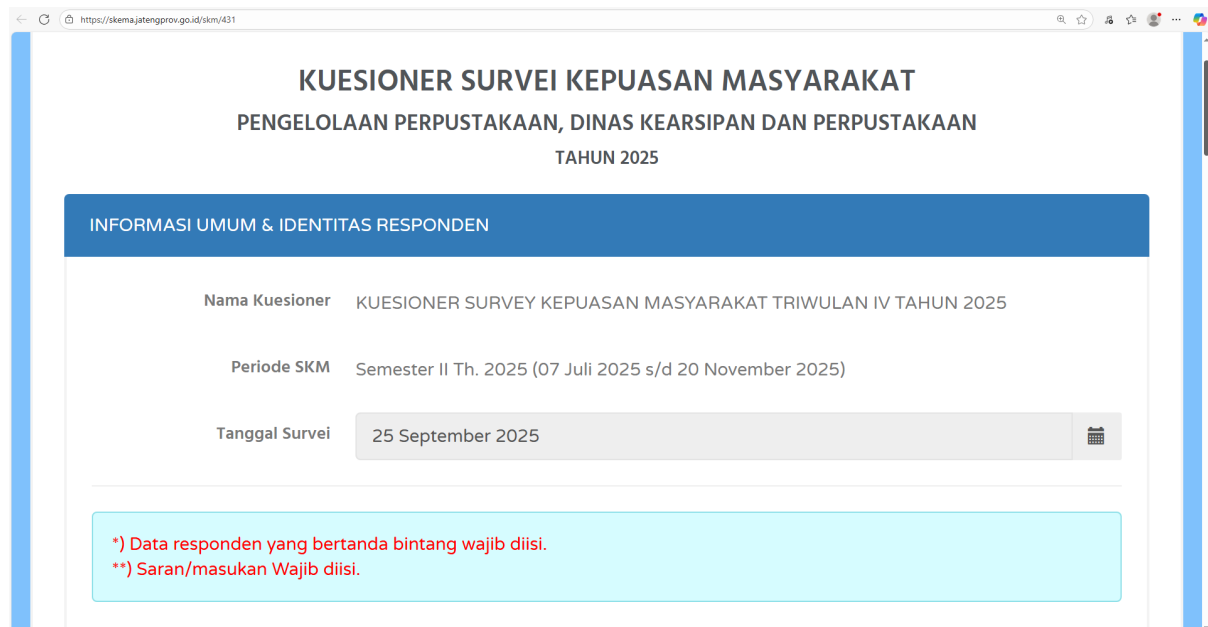 https://skema.jatengprov.go.id/skm/431
KUESIONER SURVEI KEPUASAN MASYARAKAT
PENGELOLAAN PERPUSTAKAAN, DINAS KEARSIPAN DAN PERPUSTAKAAN
TAHUN 2025
INFORMASI UMUM & IDENTITAS RESPONDEN
Nama Kuesioner KUESIONER SURVEY KEPUASAN MASYARAKAT TRIWULAN IV TAHUN 2025
Periode SKM Semester II Th. 2025 (07 Juli 2025 s/d 20 November 2025)
Tanggal Survei 25 September 2025
*) Data responden yang bertanda bintang wajib diisi.
**) Saran/masukan Wajib diisi.